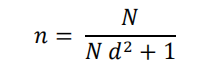 n = N / (N d² + 1)